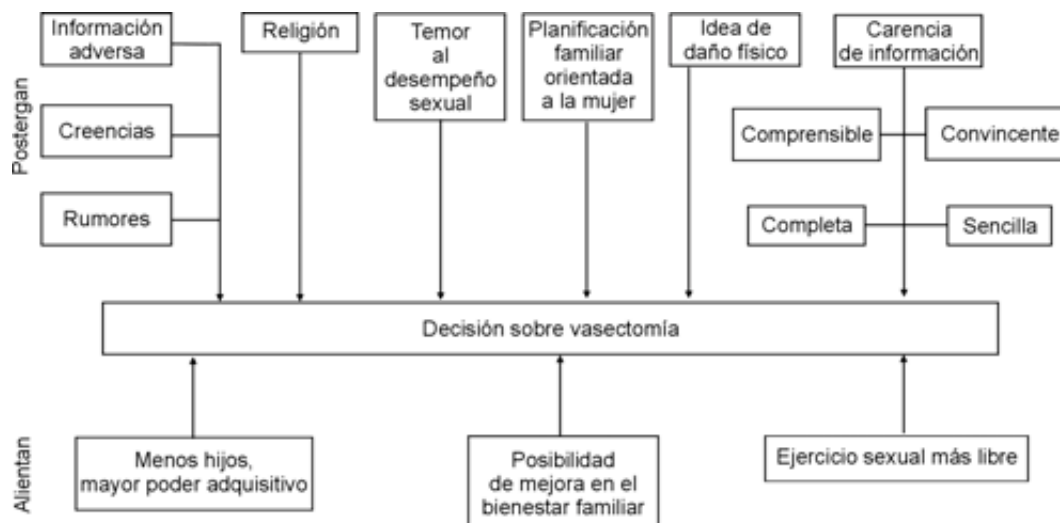 Postergan
Información
adversa
Religión
Temor
al
desempeño
sexual
Planificación
familiar
orientada
a la mujer
Idea de
daño físico
Carencia
de información
Creencias
Rumores
Comprensible
Convincente
Completa
Sencilla
Decisión sobre vasectomía
Alientan
Menos hijos,
mayor poder adquisitivo
Posibilidad
de mejora en el
bienestar familiar
Ejercicio sexual más libre